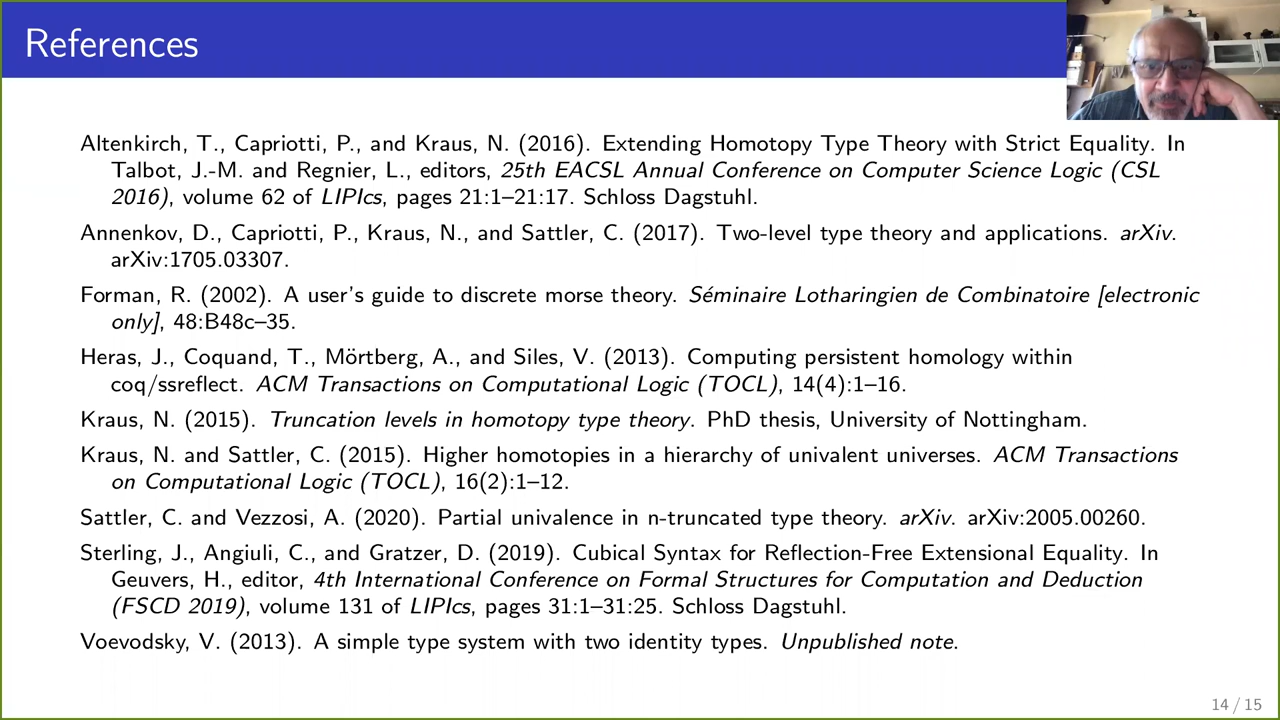 References
Altenkirch, T., Capriotti, P., and Kraus, N. (2016). Extending Homotopy Type Theory with Strict Equality. In
Talbot, J.-M. and Regnier, L., editors, 25th EACSL Annual Conference on Computer Science Logic (CSL
2016), volume 62 of LIPIcs, pages 21:1–21:17. Schloss Dagstuhl.
Annenkov, D., Capriotti, P., Kraus, N., and Sattler, C. (2017). Two-level type theory and applications. arXiv.
arXiv:1705.03307.
Forman, R. (2002). A user's guide to discrete morse theory. Séminaire Lotharingien de Combinatoire [electronic
only], 48:B48c–35.
Heras, J., Coquand, T., Mörtberg, A., and Siles, V. (2013). Computing persistent homology within
coq/ssreflect. ACM Transactions on Computational Logic (TOCL), 14(4):1–16.
Kraus, N. (2015). Truncation levels in homotopy type theory. PhD thesis, University of Nottingham.
Kraus, N. and Sattler, C. (2015). Higher homotopies in a hierarchy of univalent universes. ACM Transactions
on Computational Logic (TOCL), 16(2):1–12.
Sattler, C. and Vezzosi, A. (2020). Partial univalence in n-truncated type theory. arXiv. arXiv:2005.00260.
Sterling, J., Angiuli, C., and Gratzer, D. (2019). Cubical Syntax for Reflection-Free Extensional Equality. In
Geuvers, H., editor, 4th International Conference on Formal Structures for Computation and Deduction
(FSCD 2019), volume 131 of LIPIcs, pages 31:1–31:25. Schloss Dagstuhl.
Voevodsky, V. (2013). A simple type system with two identity types. Unpublished note.
14 / 15